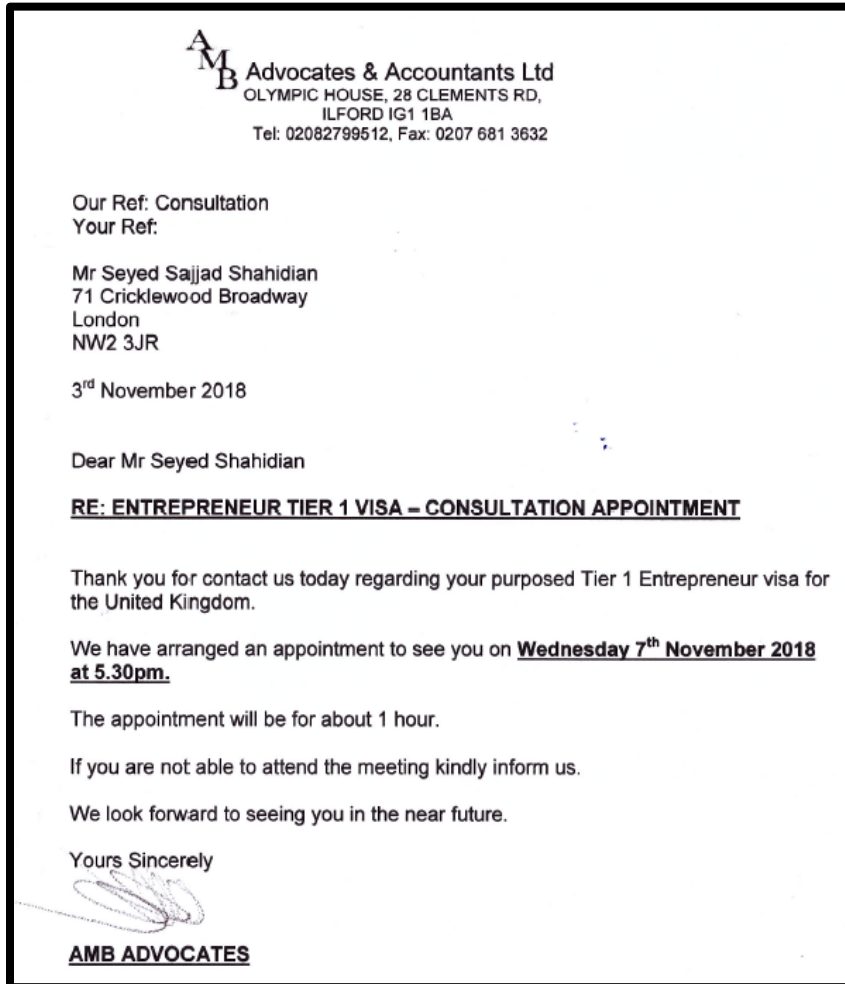 AMB Advocates & Accountants Ltd
OLYMPIC HOUSE, 28 CLEMENTS RD,
ILFORD IG1 1BA
Tel: 02082799512, Fax: 0207 681 3632
Our Ref: Consultation
Your Ref:
Mr Seyed Sajjad Shahidian
71 Cricklewood Broadway
London
NW2 3JR
3rd November 2018
Dear Mr Seyed Shahidian
RE: ENTREPRENEUR TIER 1 VISA – CONSULTATION APPOINTMENT
Thank you for contact us today regarding your purposed Tier 1 Entrepreneur visa for
the United Kingdom.
We have arranged an appointment to see you on Wednesday 7th November 2018
at 5.30pm.
The appointment will be for about 1 hour.
If you are not able to attend the meeting kindly inform us.
We look forward to seeing you in the near future.
Yours Sincerely
AMB ADVOCATES